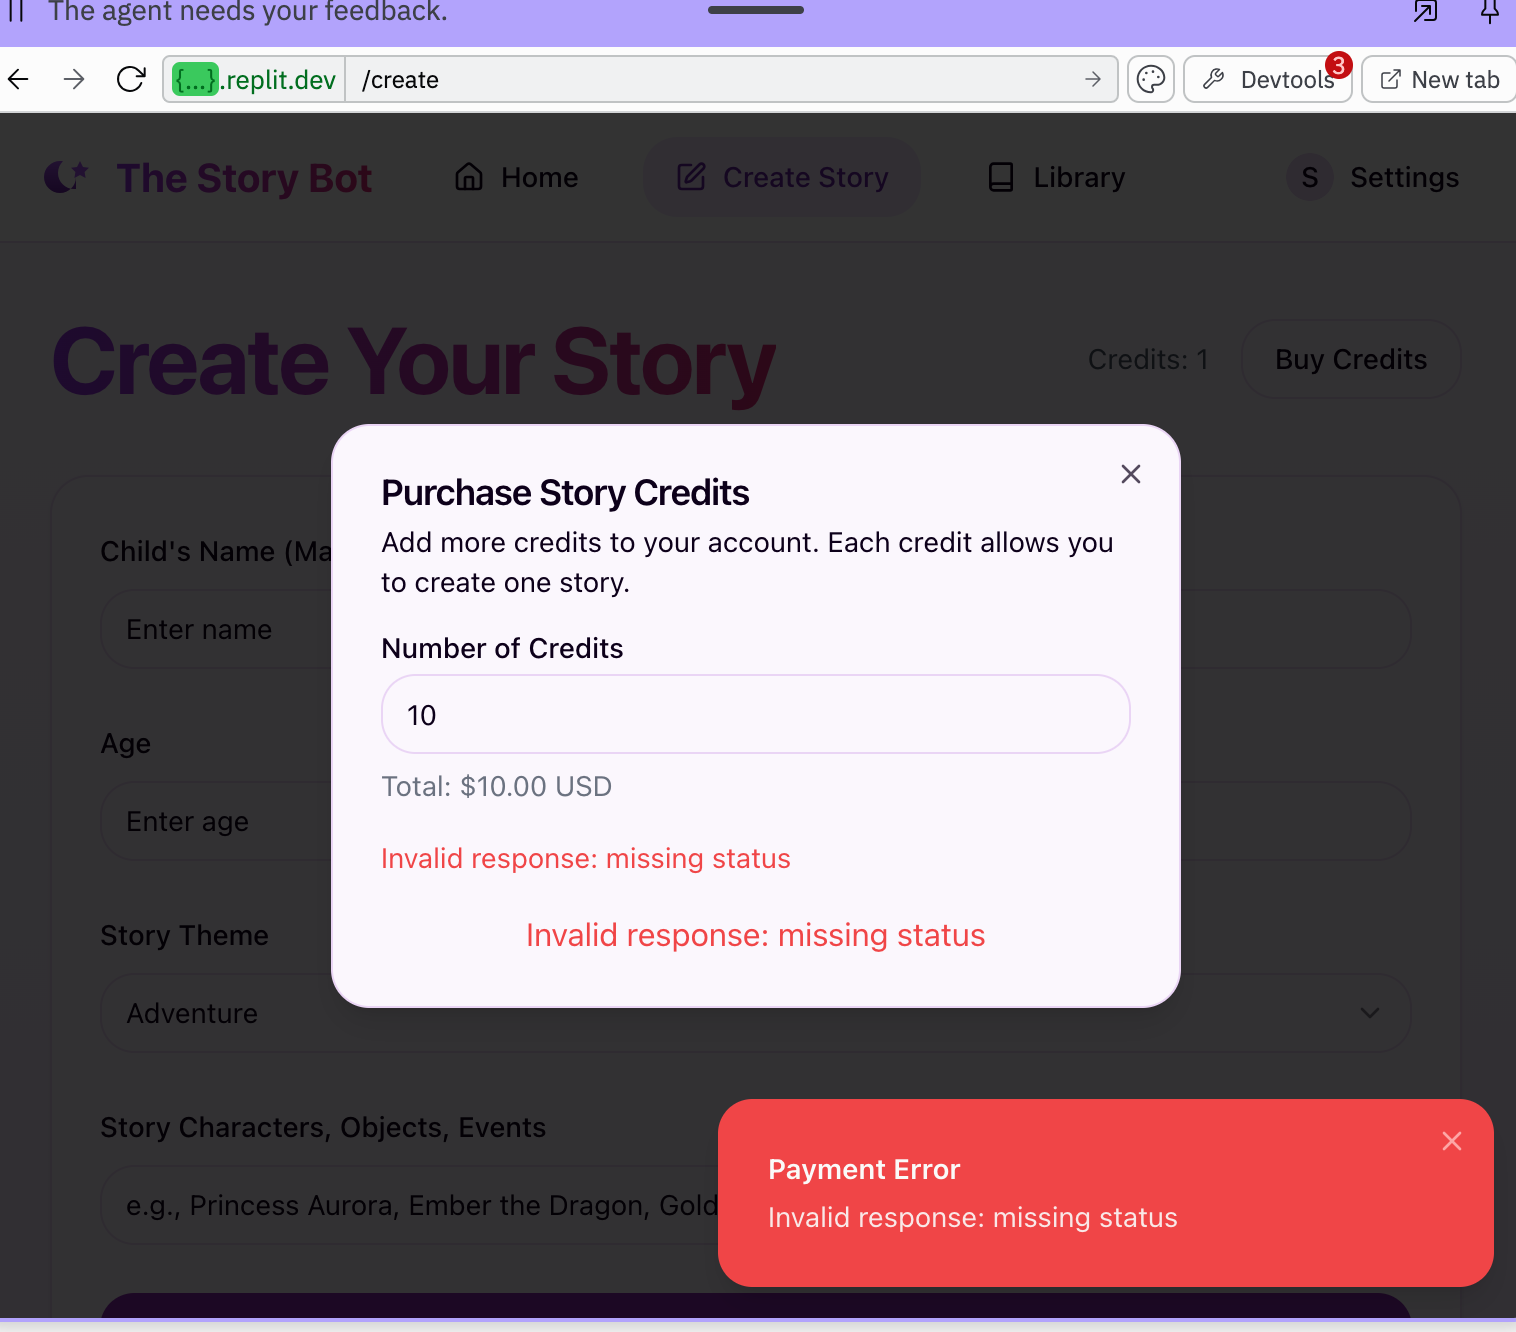 The agent needs your feedback.
{...}.replit.dev /create
Devtools 3
New tab
The Story Bot
Home
Create Story
Library
S
Settings
Create Your Story
Credits: 1
Buy Credits
Purchase Story Credits
Add more credits to your account. Each credit allows you
to create one story.
Number of Credits
10
Total: $10.00 USD
Invalid response: missing status
Invalid response: missing status
Child's Name (Ma
Enter name
Age
Enter age
Story Theme
Adventure
Story Characters, Objects, Events
e.g., Princess Aurora, Ember the Dragon, Gold
Payment Error
Invalid response: missing status